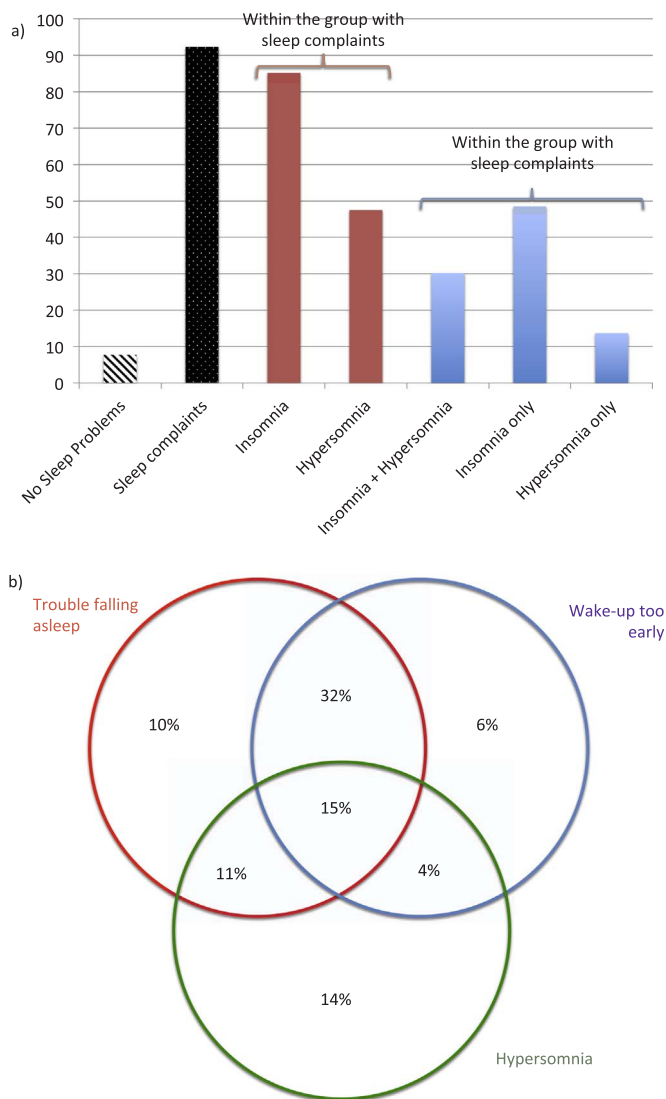 a)
Within the group with
sleep complaints
Within the group with
sleep complaints
100
90
80
70
60
50
40
30
20
10
0
No Sleep Problems
Sleep complaints
Insomnia
Hypersomnia
Insomnia + Hypersomnia
Insomnia only
Hypersomnia only
b)
Trouble falling
asleep
Wake-up too
early
32%
10%
6%
15%
11%
4%
14%
Hypersomnia